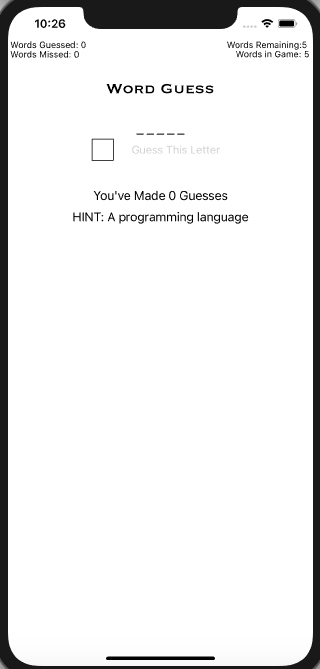 10:26
Words Guessed: 0
Words Remaining:5
Words Missed: 0
Words in Game: 5
Word Guess
_____
Guess This Letter
You've Made 0 Guesses
HINT: A programming language